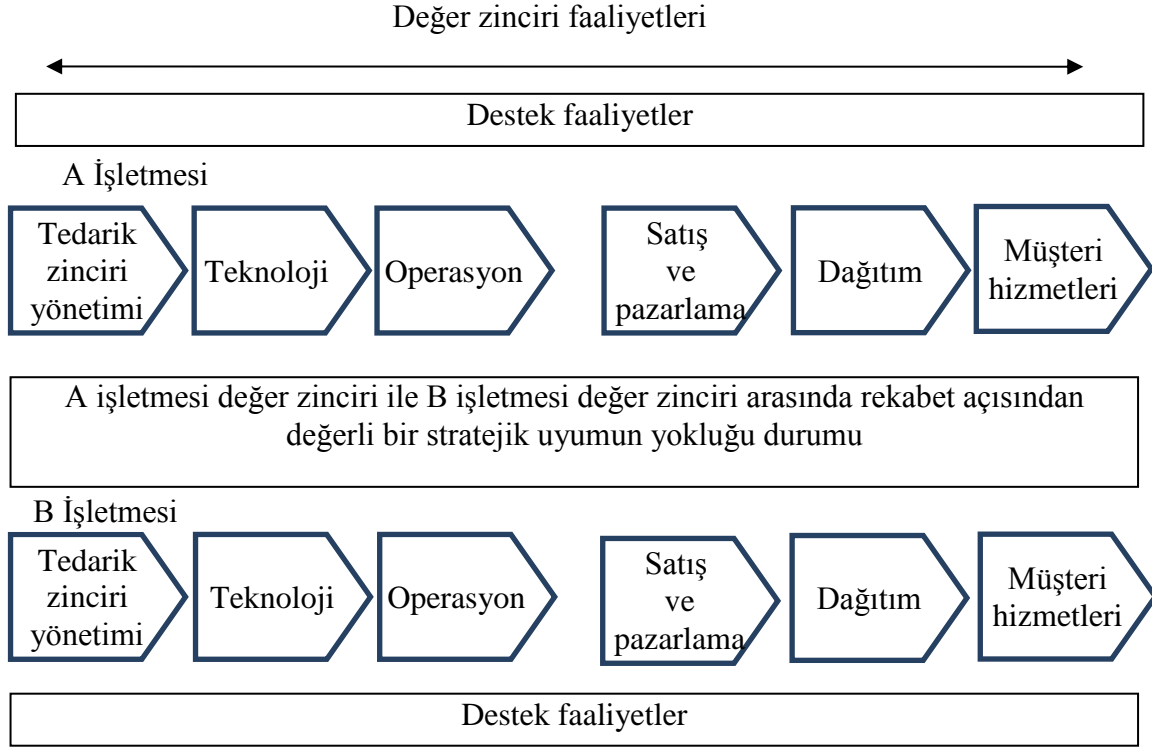 Değer zinciri faaliyetleri
Destek faaliyetler
A İşletmesi
Tedarik
zinciri
yönetimi
Teknoloji
Operasyon
Satış
ve
pazarlama
Dağıtım
Müşteri
hizmetleri
A işletmesi değer zinciri ile B işletmesi değer zinciri arasında rekabet açısından
değerli bir stratejik uyumun yokluğu durumu
B İşletmesi
Tedarik
zinciri
yönetimi
Teknoloji
Operasyon
Satış
ve
pazarlama
Dağıtım
Müşteri
hizmetleri
Destek faaliyetler